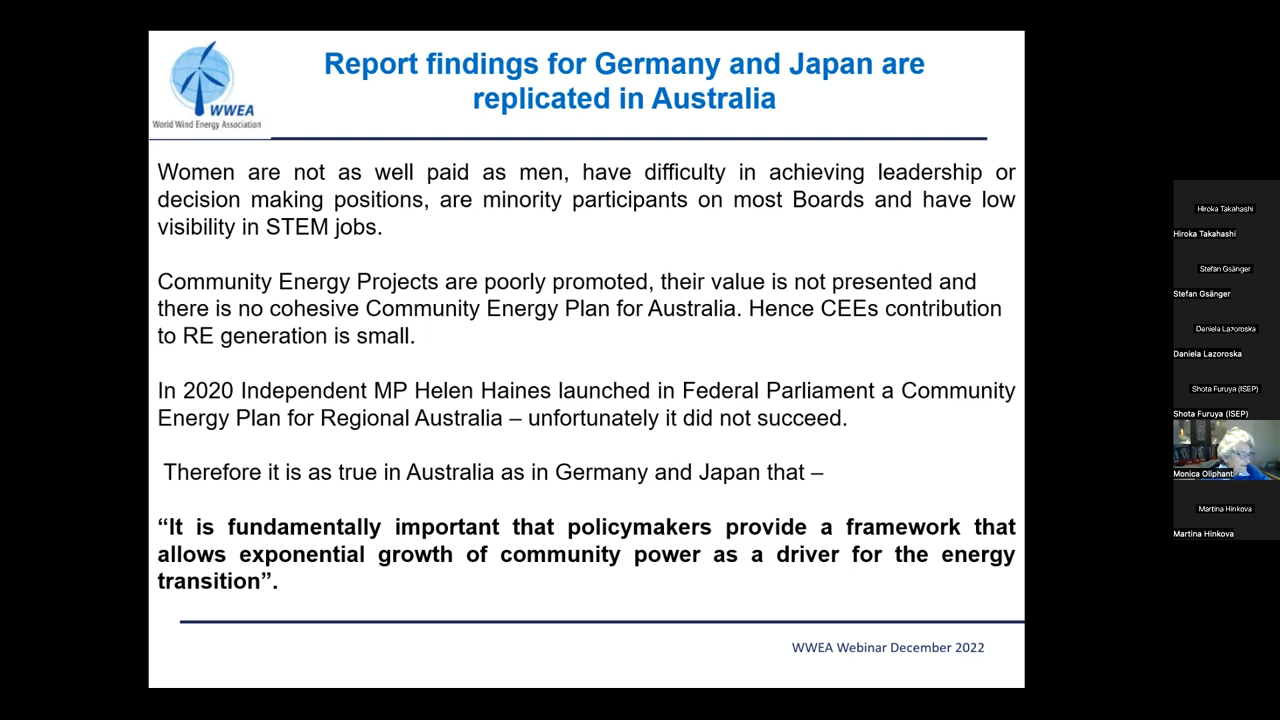 Report findings for Germany and Japan are
replicated in Australia
WWEA
World Wind Energy Association
Women are not as well paid as men, have difficulty in achieving leadership or
decision making positions, are minority participants on most Boards and have low
visibility in STEM jobs.
Community Energy Projects are poorly promoted, their value is not presented and
there is no cohesive Community Energy Plan for Australia. Hence CEEs contribution
to RE generation is small.
In 2020 Independent MP Helen Haines launched in Federal Parliament a Community
Energy Plan for Regional Australia – unfortunately it did not succeed.
Therefore it is as true in Australia as in Germany and Japan that –
“It is fundamentally important that policymakers provide a framework that
allows exponential growth of community power as a driver for the energy
transition”.
WWEA Webinar December 2022
Hiroka Takahashi
Hiroka Takahashi
Stefan Gsänger
Stefan Gsänger
Daniela Lazoroska
Daniela Lazoroska
Shota Furuya (ISEP)
Shota Furuya (ISEP)
Monica Oliphant
Martina Hinkova
Martina Hinkova